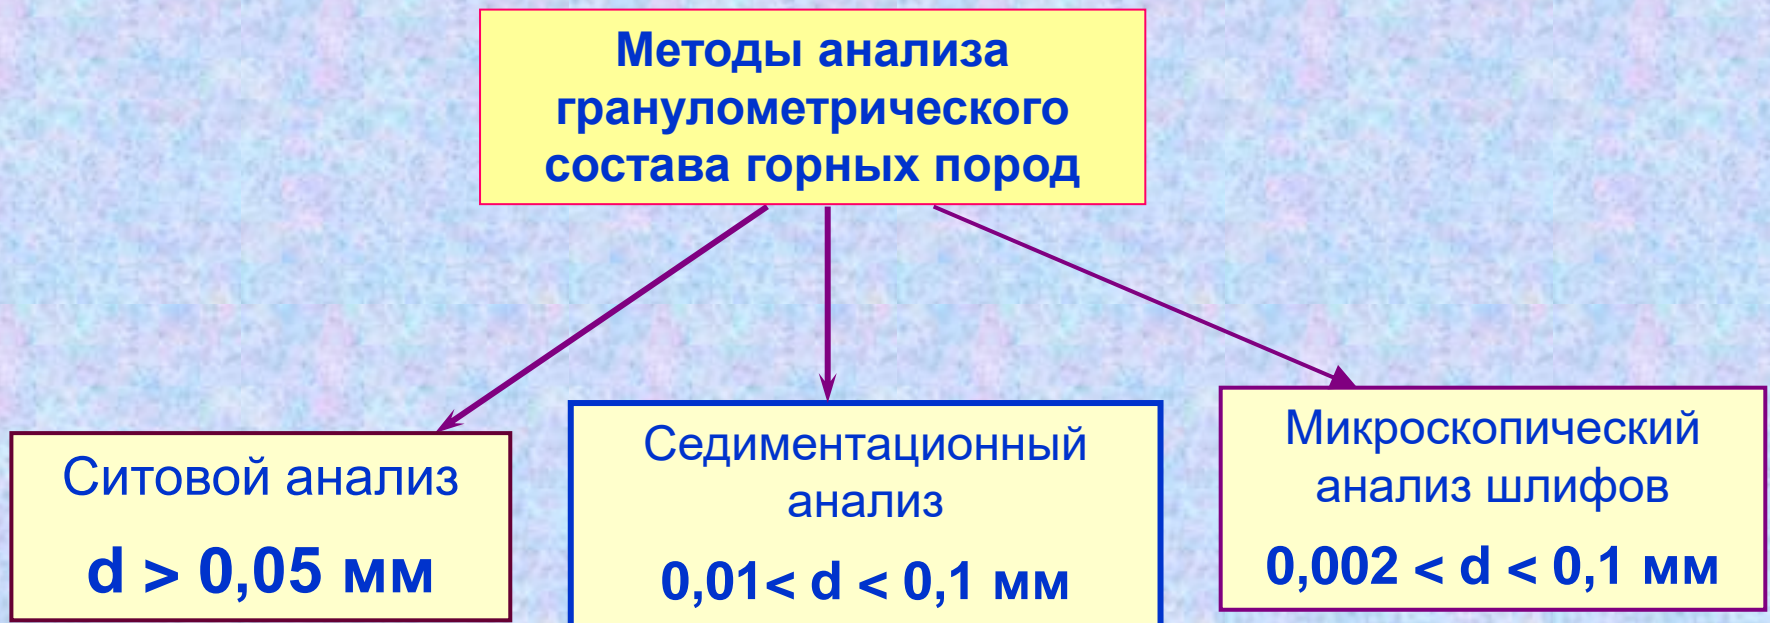 Методы анализа
гранулометрического
состава горных пород
Ситовой анализ
d > 0,05 мм
Седиментационный
анализ
0,01< d < 0,1 мм
Микроскопический
анализ шлифов
0,002 < d < 0,1 мм